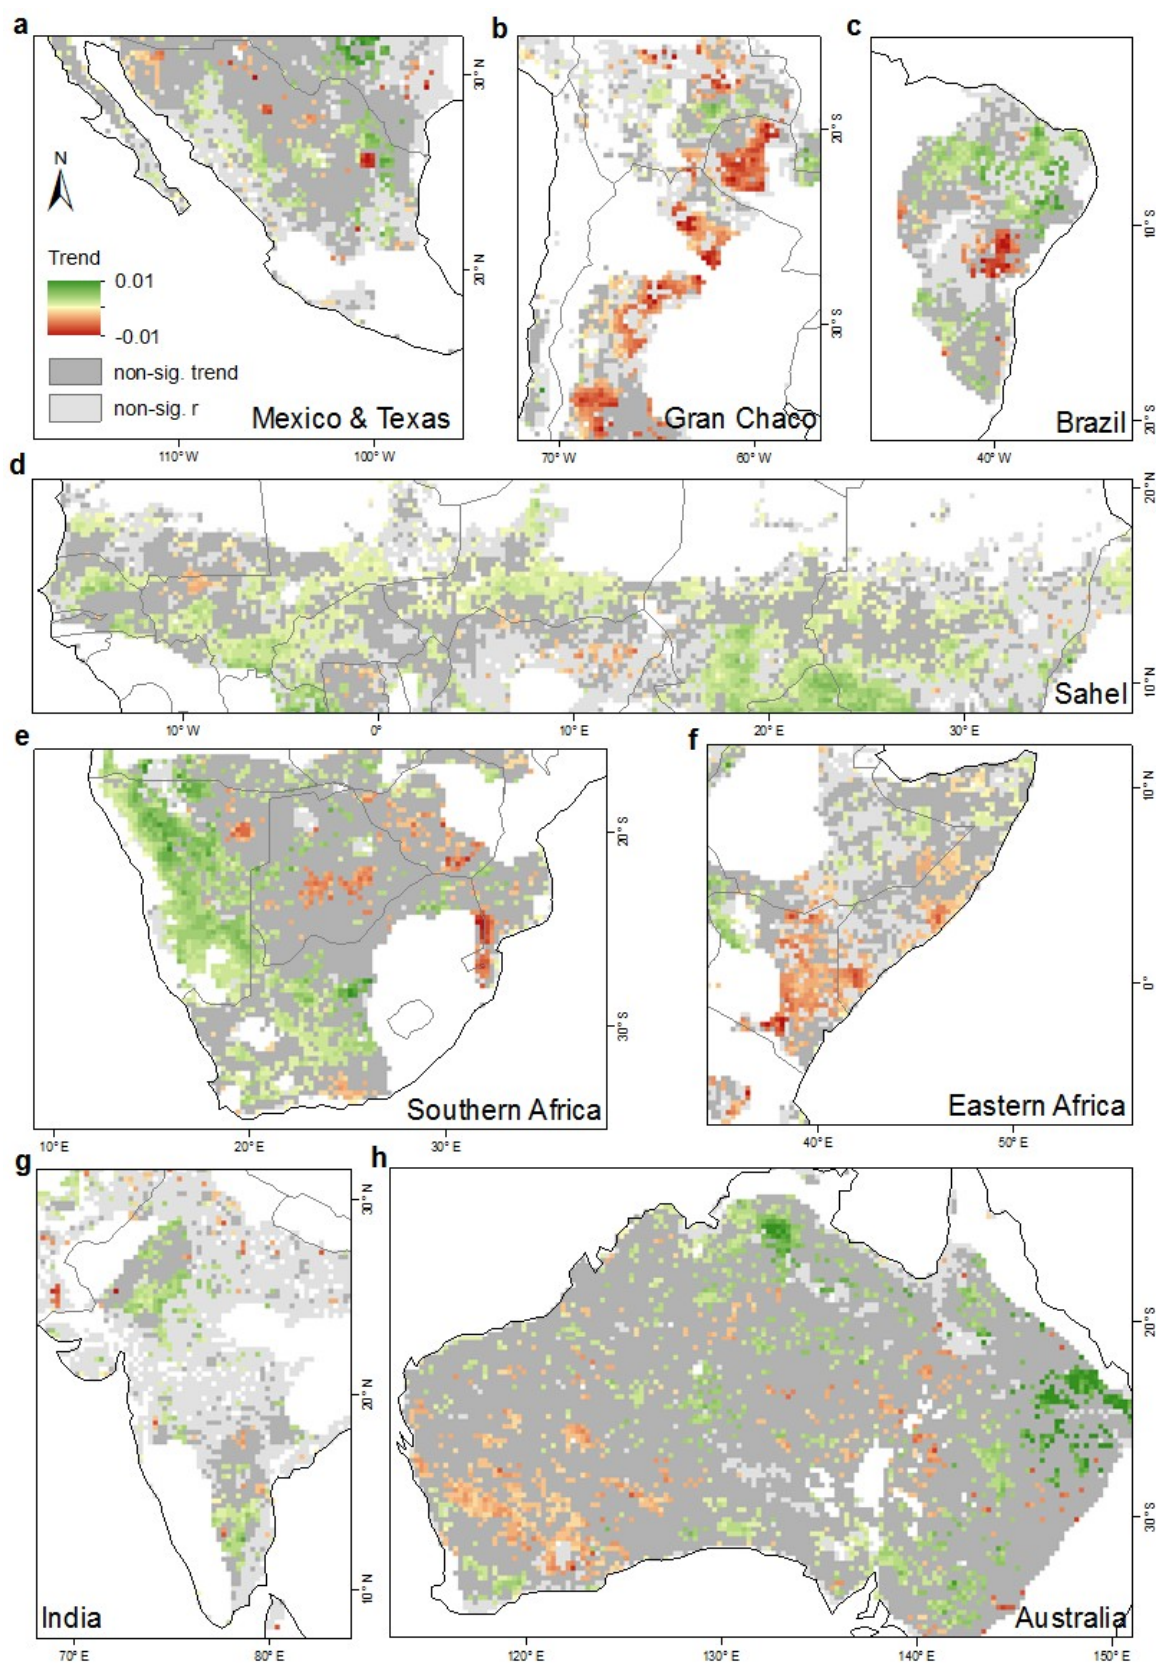 a
30° N
20° N
N
Trend
0.01
-0.01
non-sig. trend
non-sig. r
Mexico & Texas
110° W
100° W
b
20° S
30° S
Gran Chaco
70° W
60° W
c
10° S
20° S
Brazil
40° W
d
20° N
10° N
Sahel
10° W
0°
10° E
20° E
30° E
e
20° S
30° S
Southern Africa
10° E
20° E
30° E
f
10° N
0°
Eastern Africa
40° E
50° E
g
30° N
20° N
10° N
India
70° E
80° E
h
20° S
30° S
Australia
120° E
130° E
140° E
150° E